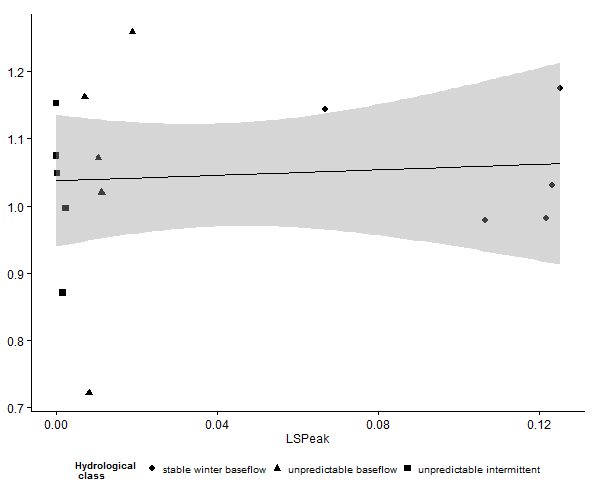 1.2
1.1
1.0
0.9
0.8
0.7
0.00 0.04 0.08 0.12
LSPeak
Hydrological
class
stable winter baseflow unpredictable baseflow unpredictable intermittent